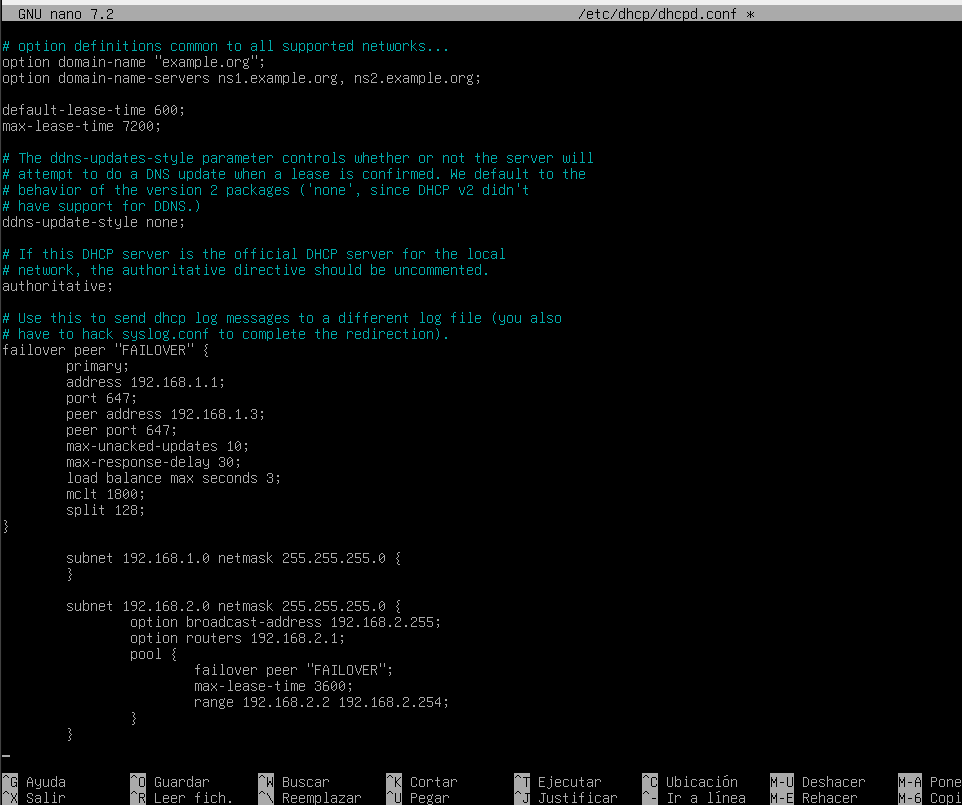 GNU nano 7.2 /etc/dhcp/dhcpd.conf *
# option definitions common to all supported networks...
option domain-name "example.org";
option domain-name-servers ns1.example.org, ns2.example.org;
default-lease-time 600;
max-lease-time 7200;
# The ddns-updates-style parameter controls whether or not the server will
# attempt to do a DNS update when a lease is confirmed. We default to the
# behavior of the version 2 packages ('none', since DHCP v2 didn't
# have support for DDNS.)
ddns-update-style none;
# If this DHCP server is the official DHCP server for the local
# network, the authoritative directive should be uncommented.
authoritative;
# Use this to send dhcp log messages to a different log file (you also
# have to hack syslog.conf to complete the redirection).
failover peer "FAILOVER" {
primary;
address 192.168.1.1;
port 647;
peer address 192.168.1.3;
peer port 647;
max-unacked-updates 10;
max-response-delay 30;
load balance max seconds 3;
mclt 1800;
split 128;
}
subnet 192.168.1.0 netmask 255.255.255.0 {
}
subnet 192.168.2.0 netmask 255.255.255.0 {
option broadcast-address 192.168.2.255;
option routers 192.168.2.1;
pool {
failover peer "FAILOVER";
max-lease-time 3600;
range 192.168.2.2 192.168.2.254;
}
}
^G Ayuda ^O Guardar ^W Buscar ^K Cortar ^T Ejecutar ^C Ubicación M-U Deshacer M-A Pone
^X Salir ^R Leer fich. ^\ Reemplazar ^U Pegar ^J Justificar ^- Ir a línea M-E Rehacer M-6 Copi